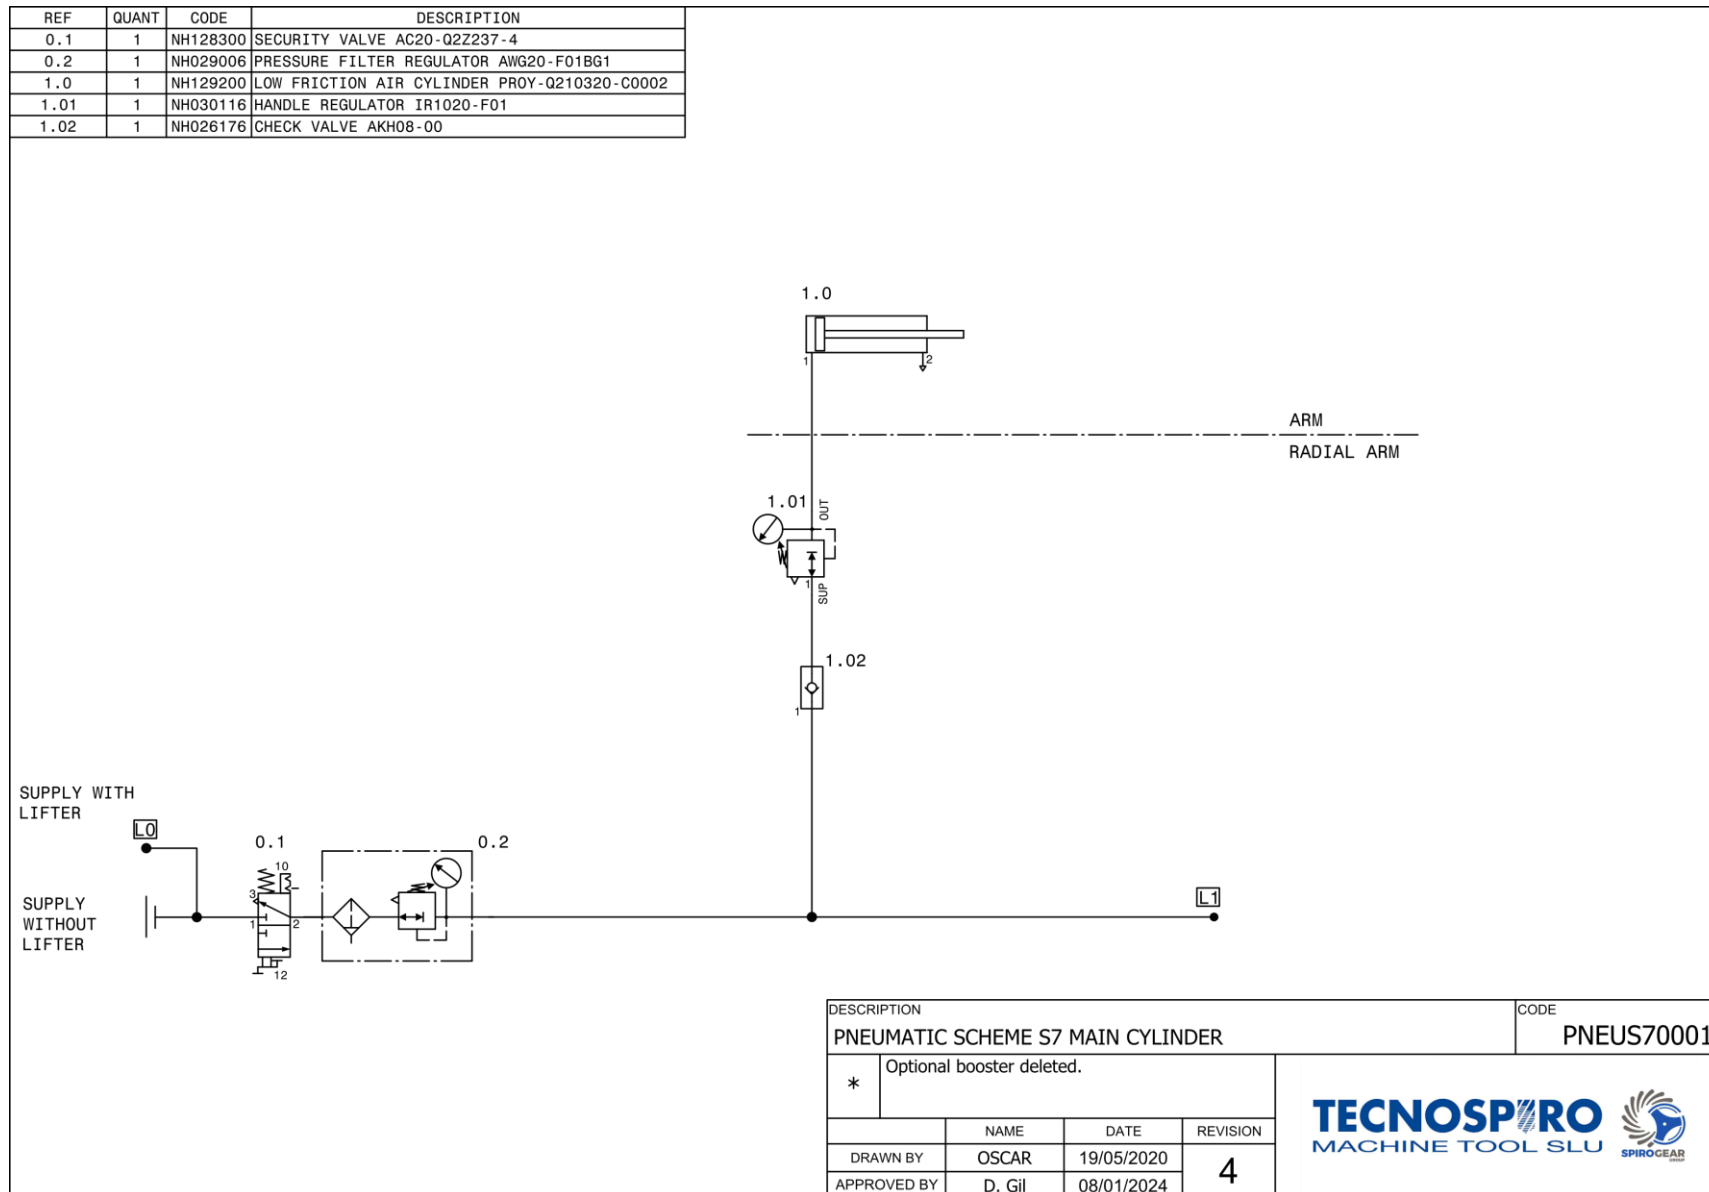 REF QUANT CODE DESCRIPTION
0.1 1 NH128300 SECURITY VALVE AC20-Q2Z237-4
0.2 1 NH029006 PRESSURE FILTER REGULATOR AWG20-F01BG1
1.0 1 NH129200 LOW FRICTION AIR CYLINDER PROY-Q210320-C0002
1.01 1 NH030116 HANDLE REGULATOR IR1020-F01
1.02 1 NH026176 CHECK VALVE AKH08-00
1.0
1 2
ARM
RADIAL ARM
1.01
OUT
1
SUP
1.02
1
SUPPLY WITH
LIFTER
L0
0.1
0.2
10
3
1 2
12
SUPPLY
WITHOUT
LIFTER
L1
DESCRIPTION
PNEUMATIC SCHEME S7 MAIN CYLINDER
CODE
PNEUS70001
* Optional booster deleted.
NAME DATE REVISION
DRAWN BY OSCAR 19/05/2020
4
APPROVED BY D. Gil 08/01/2024
TECNOSPIRO
MACHINE TOOL SLU
SPIROGEAR
GROUP